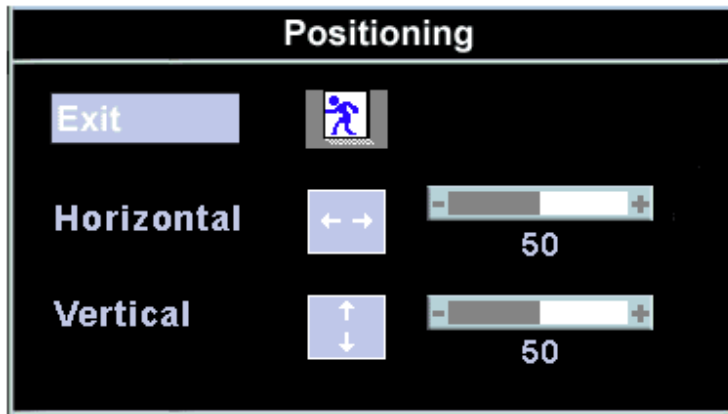 Positioning
Exit
Horizontal
- +
50
Vertical
- +
50